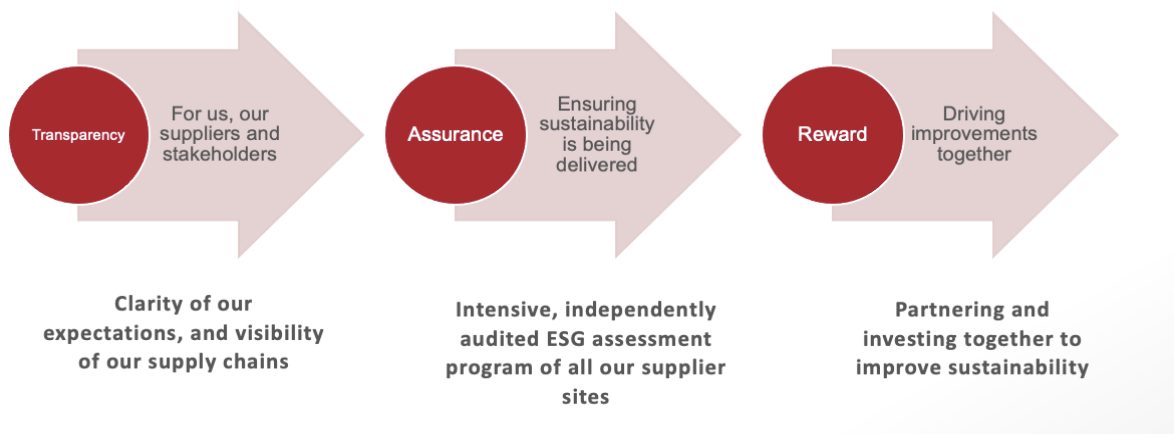 Transparency
For us, our
suppliers and
stakeholders
Assurance
Ensuring
sustainability
is being
delivered
Reward
Driving
improvements
together
Clarity of our
expectations, and visibility
of our supply chains
Intensive, independently
audited ESG assessment
program of all our supplier
sites
Partnering and
investing together to
improve sustainability